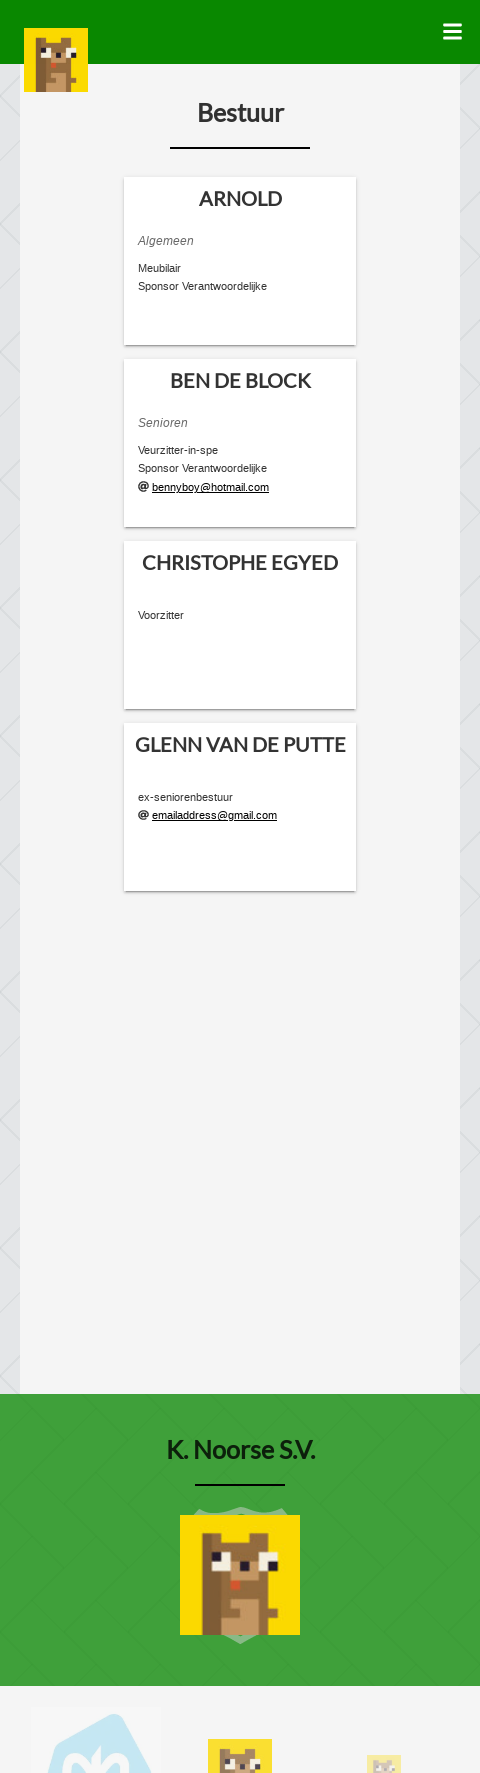 Bestuur
ARNOLD
Algemeen
Meubilair
Sponsor Verantwoordelijke
BEN DE BLOCK
Senioren
Veurzitter-in-spe
Sponsor Verantwoordelijke
@ bennyboy@hotmail.com
CHRISTOPHE EGYED
Voorzitter
GLENN VAN DE PUTTE
ex-seniorenbestuur
@ emailaddress@gmail.com
K. Noorse S.V.